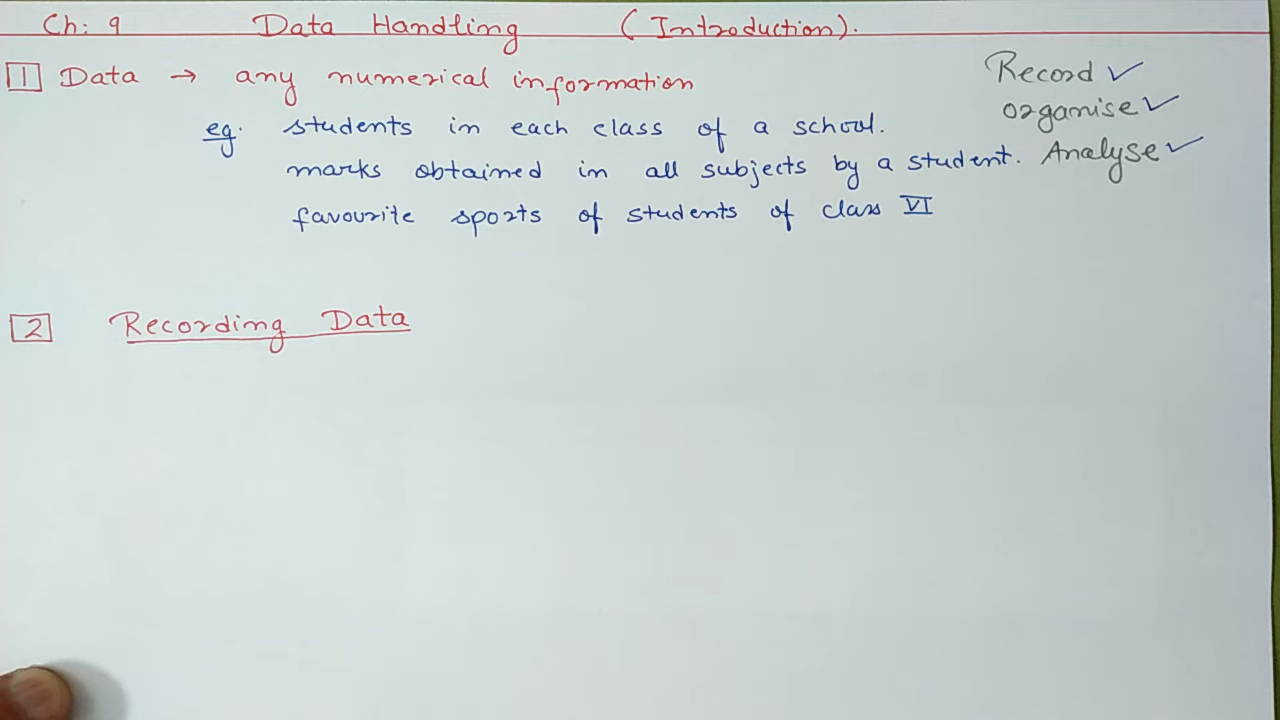 Ch: 9 Data Handling (Introduction).
1 Data → any numerical information
Record ✓
organise ✓
Analyse ✓
eg. students in each class of a school.
marks obtained in all subjects by a student.
favourite sports of students of class VI
2 Recording Data